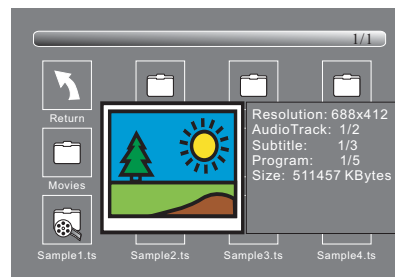 1/1
Return
Resolution: 688x412
AudioTrack: 1/2
Subtitle: 1/3
Program: 1/5
Size: 511457 KBytes
Movies
Sample1.ts Sample2.ts Sample3.ts Sample4.ts